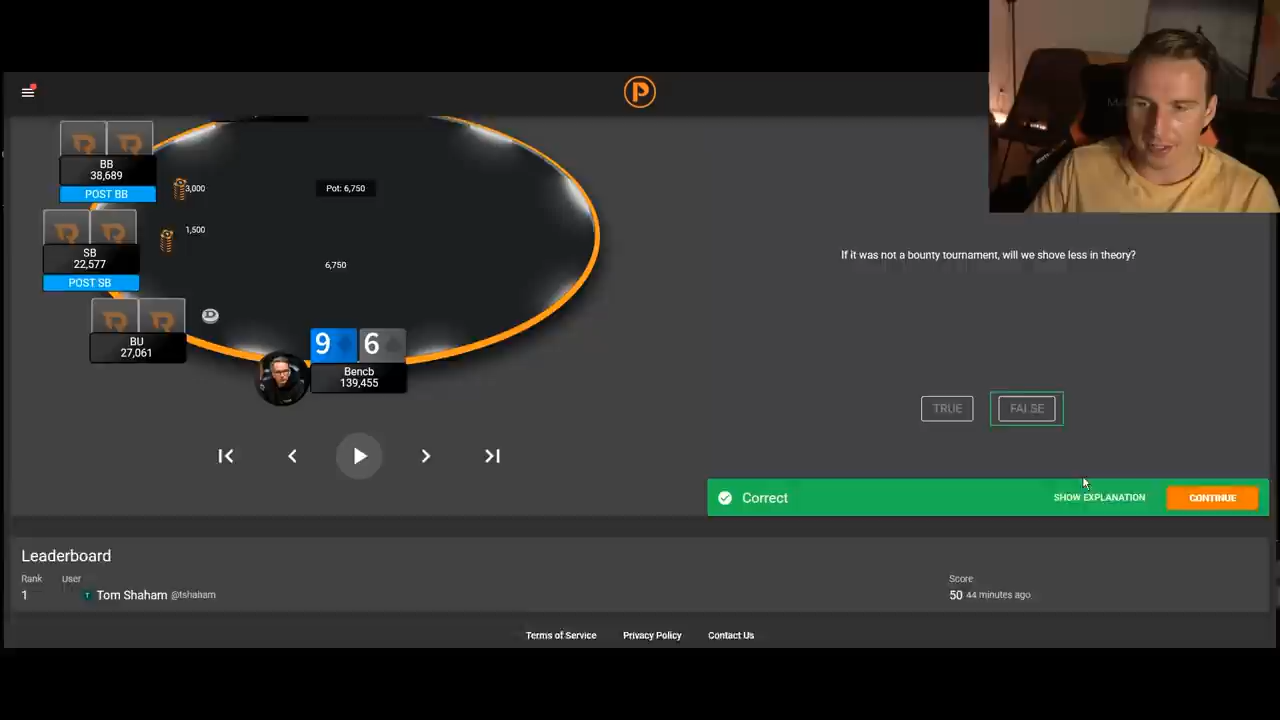 P
BB
38,689
POST BB
3,000
Pot: 6,750
1,500
SB
22,577
POST SB
6,750
D
BU
27,061
9 6
Bencb
139,455
If it was not a bounty tournament, will we shove less in theory?
TRUE
FALSE
Correct
SHOW EXPLANATION
CONTINUE
Leaderboard
Rank User Score
1 T Tom Shaham @tshaham 50 44 minutes ago
Terms of Service Privacy Policy Contact Us